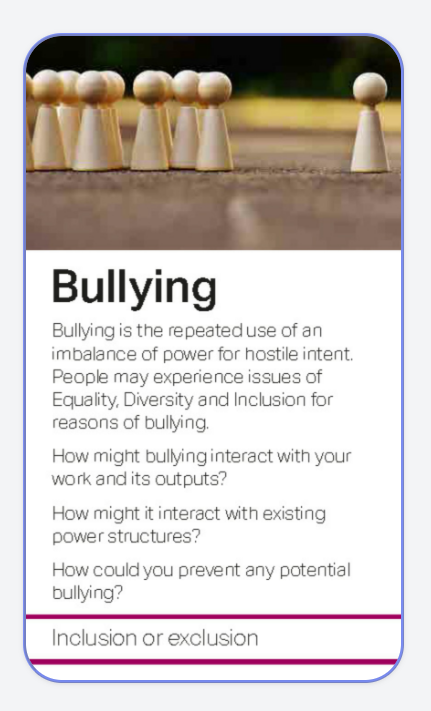 Bullying
Bullying is the repeated use of an
imbalance of power for hostile intent.
People may experience issues of
Equality, Diversity and Inclusion for
reasons of bullying.
How might bullying interact with your
work and its outputs?
How might it interact with existing
power structures?
How could you prevent any potential
bullying?
Inclusion or exclusion